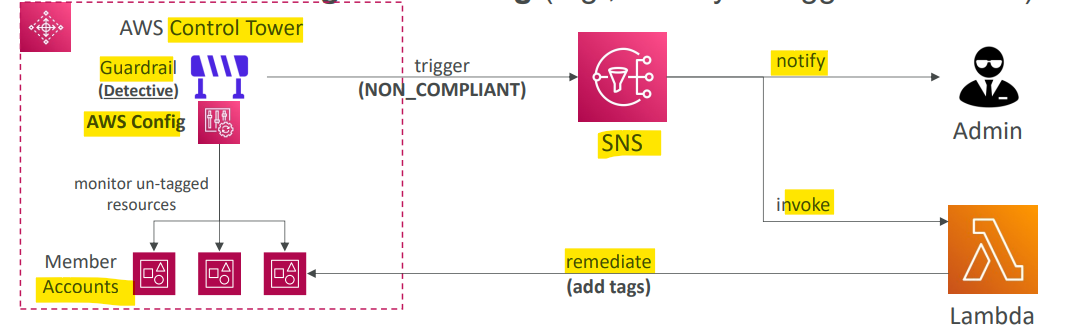 AWS Control Tower
Guardrail
(Detective)
AWS Config
monitor un-tagged
resources
Member
Accounts
trigger
(NON_COMPLIANT)
SNS
notify
Admin
invoke
remediate
(add tags)
Lambda